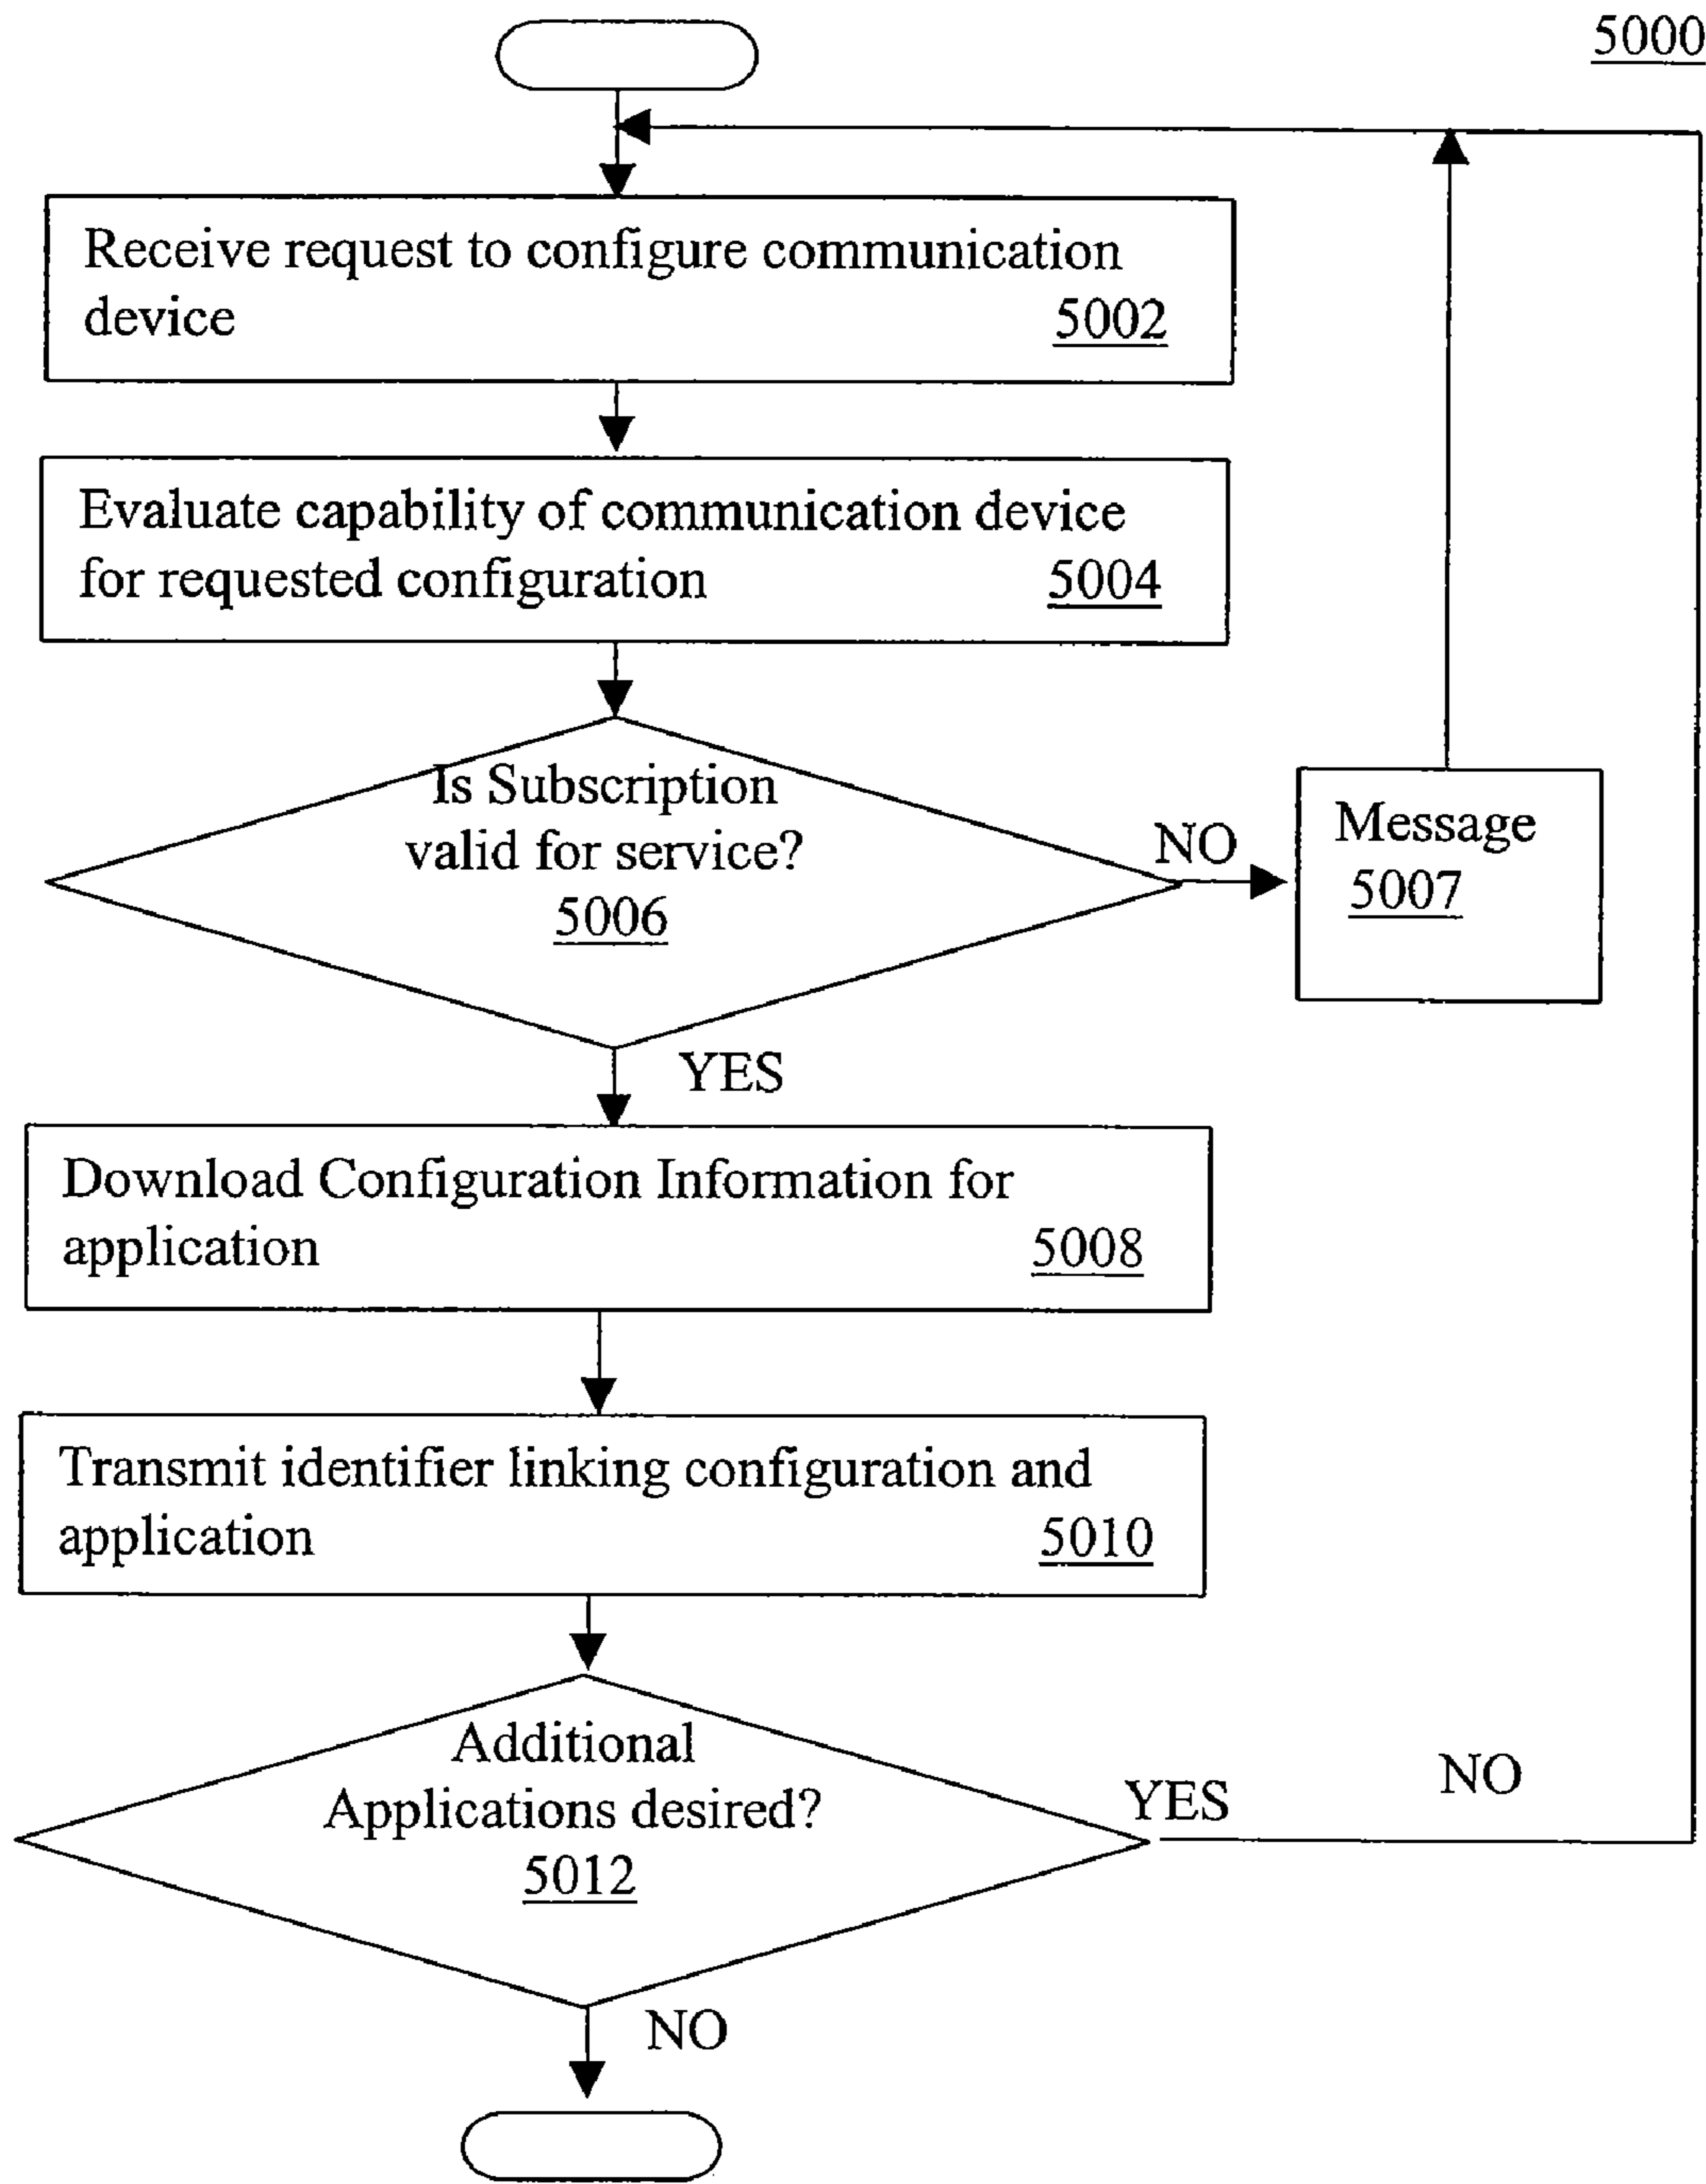 5000
Receive request to configure communication
device 5002
Evaluate capability of communication device
for requested configuration 5004
Is Subscription
valid for service?
5006
NO
Message
5007
YES
Download Configuration Information for
application 5008
Transmit identifier linking configuration and
application 5010
Additional
Applications desired?
5012
YES
NO
NO